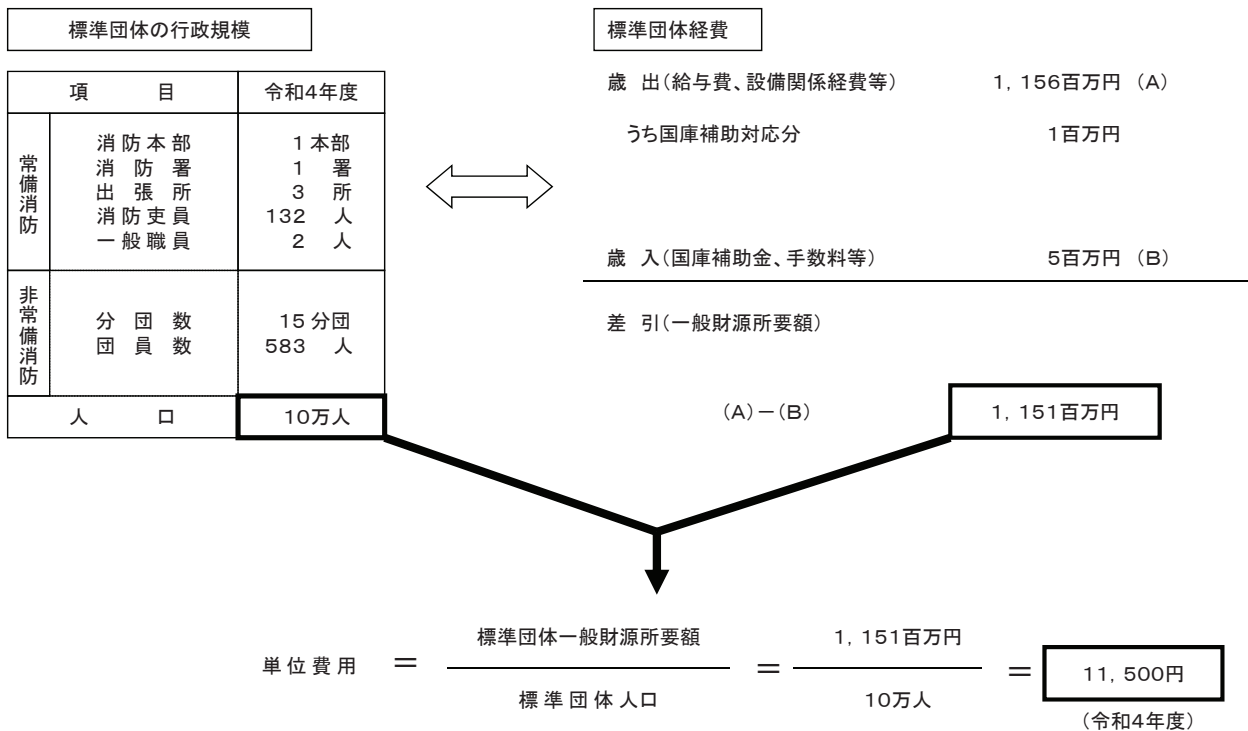 標準団体の行政規模
項 目 令和4年度
常備消防
消防本部 1本部
消防署 1 署
出張所 3 所
消防吏員 132 人
一般職員 2 人
非常備消防
分団数 15分団
団員数 583 人
人 口 10万人
標準団体経費
歳 出(給与費、設備関係経費等) 1,156百万円 (A)
うち国庫補助対応分 1百万円
歳 入(国庫補助金、手数料等) 5百万円 (B)
差 引(一般財源所要額)
(A)-(B) 1,151百万円
単位費用 = 標準団体一般財源所要額 = 1,151百万円 = 11,500円
標準団体人口 10万人
(令和4年度)